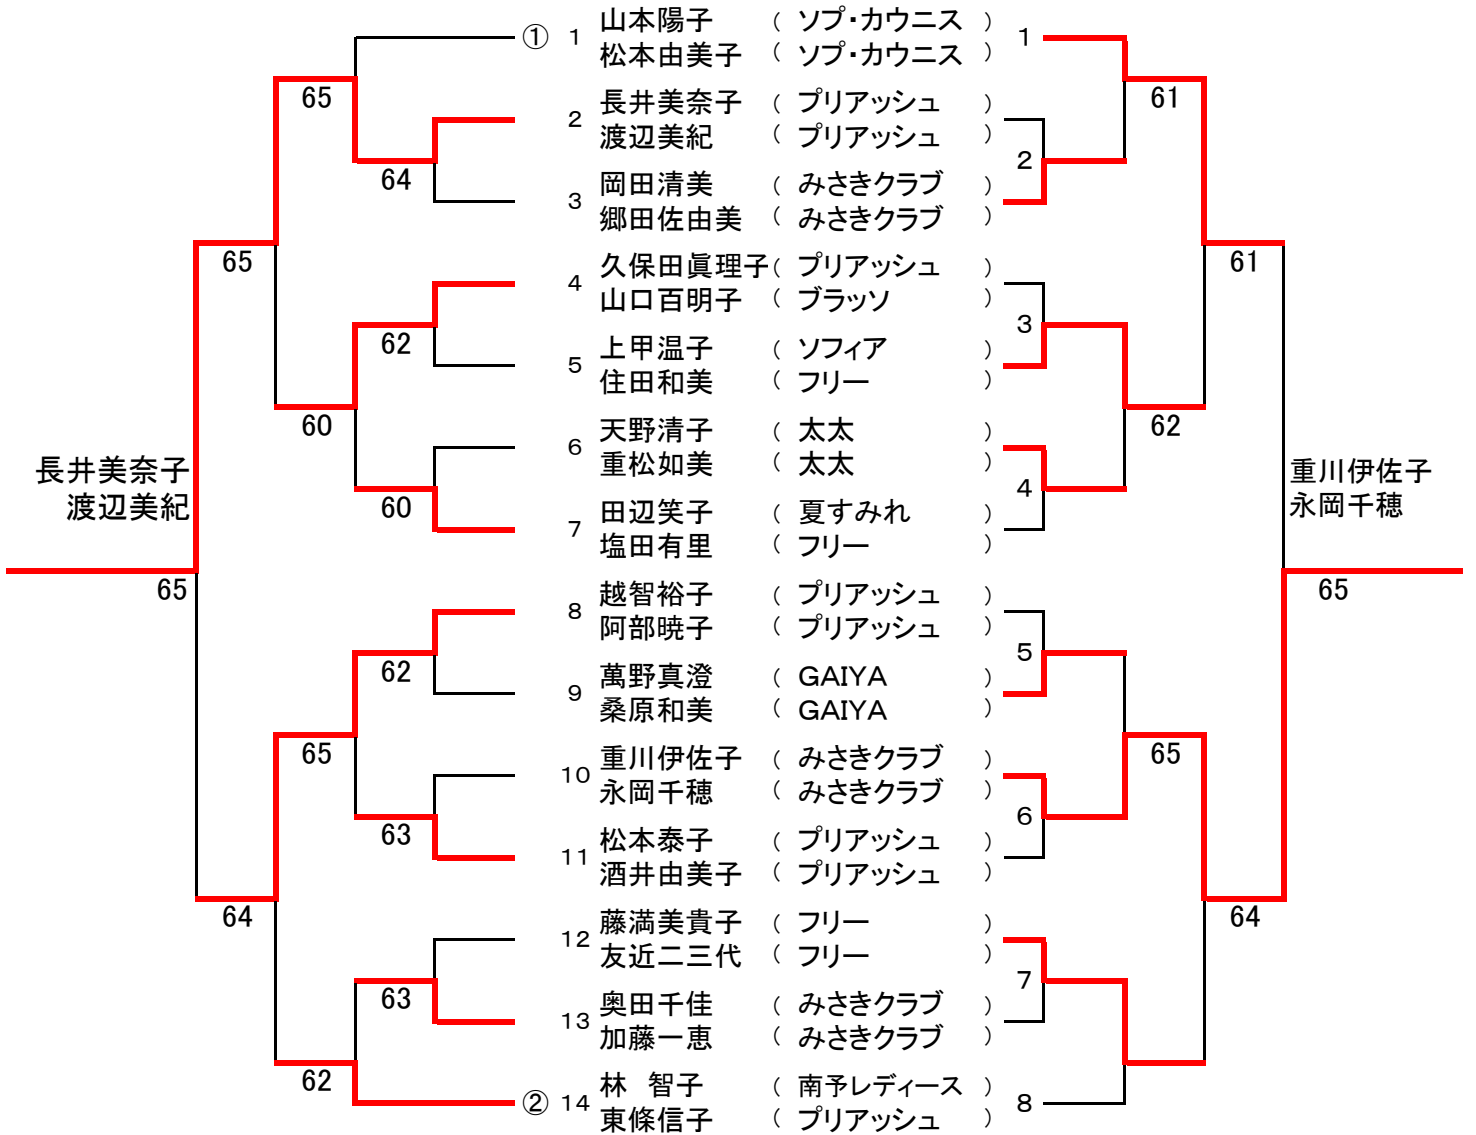 ① 1 山本陽子 ( ソプ・カウニス ) 1
松本由美子 ( ソプ・カウニス )
65 61
2 長井美奈子 ( プリアッシュ )
渡辺美紀 ( プリアッシュ )
2
64
3 岡田清美 ( みさきクラブ )
郷田佐由美 ( みさきクラブ )
65 61
4 久保田眞理子 ( プリアッシュ )
山口百明子 ( ブラッソ )
3
62
5 上甲温子 ( ソフィア )
住田和美 ( フリー )
60 62
6 天野清子 ( 太太 )
重松如美 ( 太太 )
長井美奈子
渡辺美紀
重川伊佐子
永岡千穂
60 4
7 田辺笑子 ( 夏すみれ )
塩田有里 ( フリー )
65 65
8 越智裕子 ( プリアッシュ )
阿部暁子 ( プリアッシュ )
5
62
9 萬野真澄 ( GAIYA )
桑原和美 ( GAIYA )
65 65
10 重川伊佐子 ( みさきクラブ )
永岡千穂 ( みさきクラブ )
6
63
11 松本泰子 ( プリアッシュ )
酒井由美子 ( プリアッシュ )
64 64
12 藤満美貴子 ( フリー )
友近二三代 ( フリー )
7
63
13 奥田千佳 ( みさきクラブ )
加藤一恵 ( みさきクラブ )
62
② 14 林 智子 ( 南予レディース ) 8
東條信子 ( プリアッシュ )